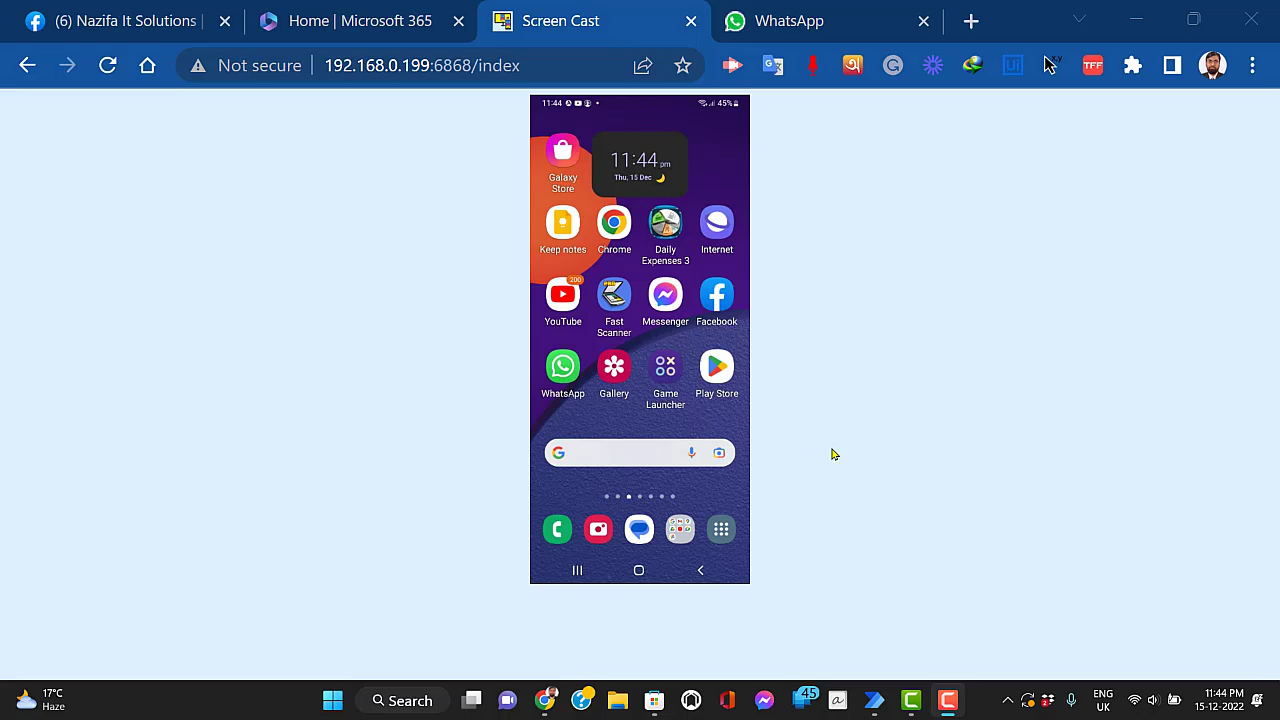 (6) Nazifa It Solutions
Home | Microsoft 365
Screen Cast
WhatsApp
Not secure
192.168.0.199:6868/index
TFF
11:44
45%
Galaxy Store
11:44 pm
Thu, 15 Dec
Keep notes
Chrome
Daily Expenses 3
Internet
200
YouTube
Fast Scanner
Messenger
Facebook
WhatsApp
Gallery
Game Launcher
Play Store
17°C
Haze
Search
45
ENG
UK
11:44 PM
15-12-2022